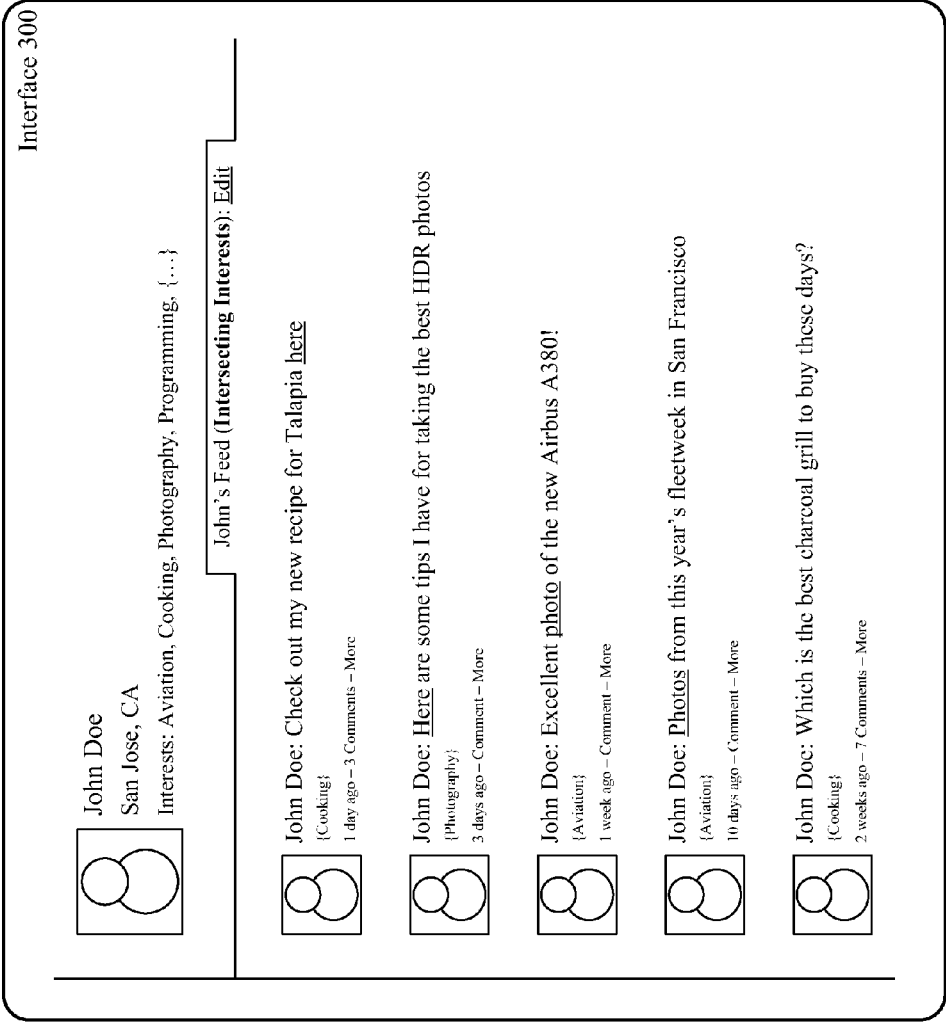 Interface 300
John Doe
San Jose, CA
Interests: Aviation, Cooking, Photography, Programming, {…}
John's Feed (Intersecting Interests): Edit
John Doe: Check out my new recipe for Talapia here
{Cooking}
1 day ago – 3 Comments – More
John Doe: Here are some tips I have for taking the best HDR photos
{Photography}
3 days ago – Comment – More
John Doe: Excellent photo of the new Airbus A380!
{Aviation}
1 week ago – Comment – More
John Doe: Photos from this year's fleetweek in San Francisco
{Aviation}
10 days ago – Comment – More
John Doe: Which is the best charcoal grill to buy these days?
{Cooking}
2 weeks ago – 7 Comments – More